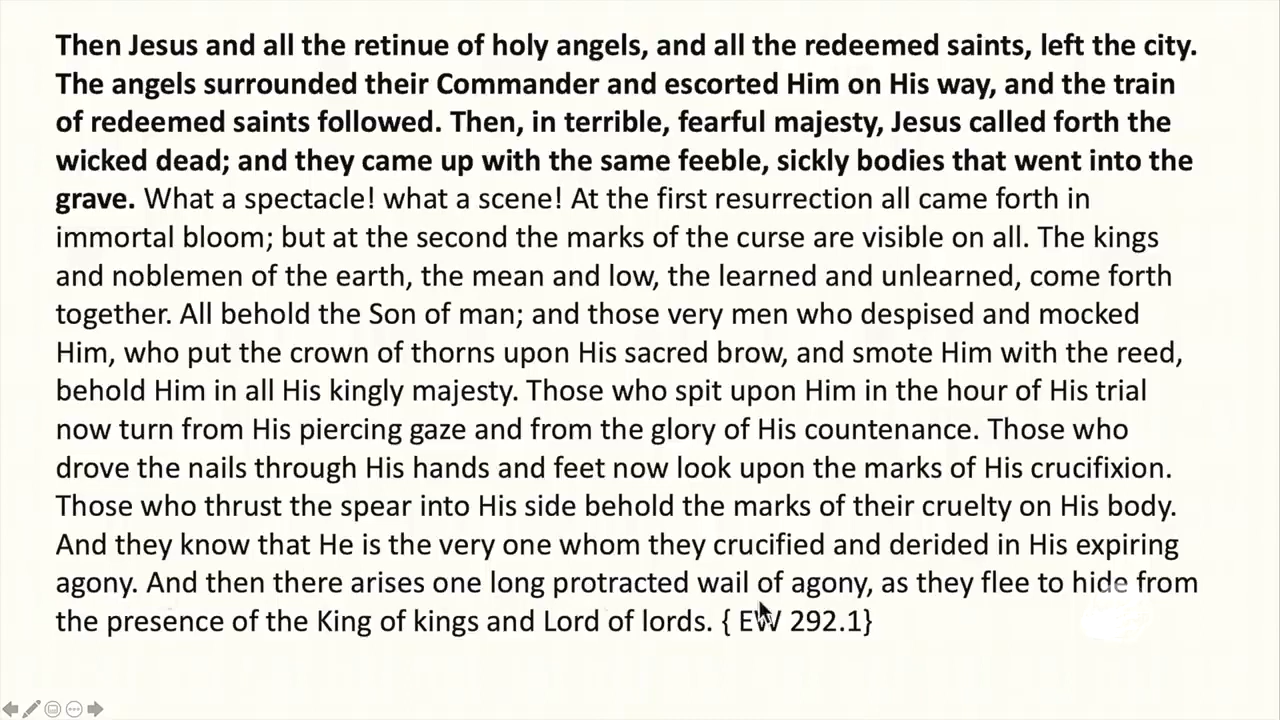 Then Jesus and all the retinue of holy angels, and all the redeemed saints, left the city.
The angels surrounded their Commander and escorted Him on His way, and the train
of redeemed saints followed. Then, in terrible, fearful majesty, Jesus called forth the
wicked dead; and they came up with the same feeble, sickly bodies that went into the
grave. What a spectacle! what a scene! At the first resurrection all came forth in
immortal bloom; but at the second the marks of the curse are visible on all. The kings
and noblemen of the earth, the mean and low, the learned and unlearned, come forth
together. All behold the Son of man; and those very men who despised and mocked
Him, who put the crown of thorns upon His sacred brow, and smote Him with the reed,
behold Him in all His kingly majesty. Those who spit upon Him in the hour of His trial
now turn from His piercing gaze and from the glory of His countenance. Those who
drove the nails through His hands and feet now look upon the marks of His crucifixion.
Those who thrust the spear into His side behold the marks of their cruelty on His body.
And they know that He is the very one whom they crucified and derided in His expiring
agony. And then there arises one long protracted wail of agony, as they flee to hide from
the presence of the King of kings and Lord of lords. { EW 292.1}